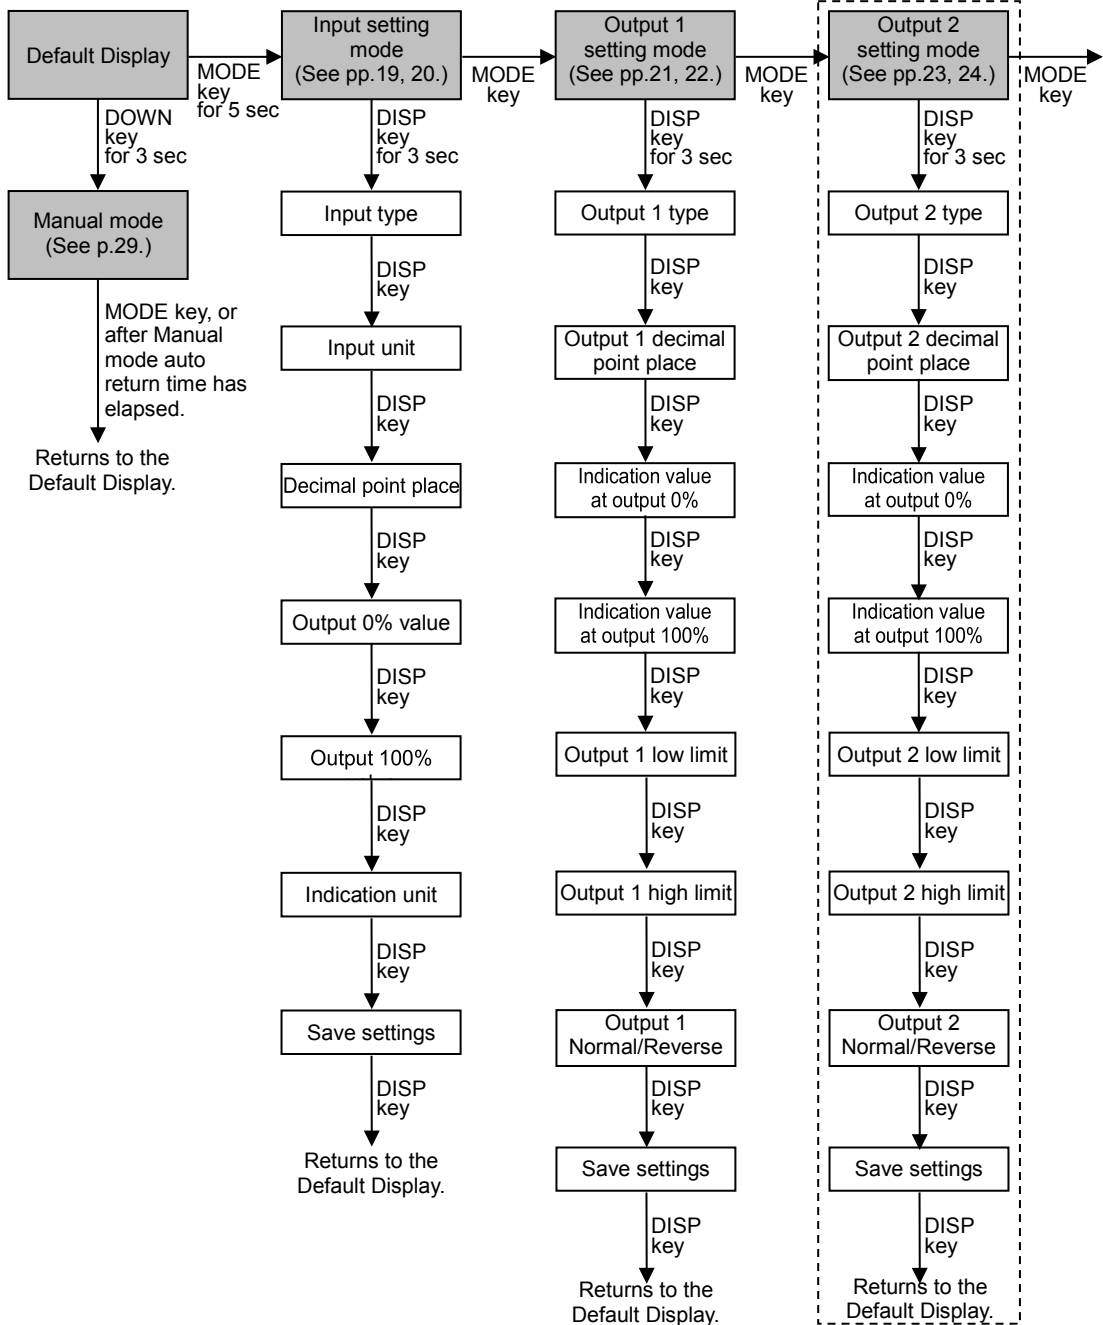 Default Display
MODE
key
for 5 sec
DOWN
key
for 3 sec
Manual mode
(See p.29.)
MODE key, or
after Manual
mode auto
return time has
elapsed.
Returns to the
Default Display.
Input setting
mode
(See pp.19, 20.)
MODE
key
DISP
key
for 3 sec
Input type
DISP
key
Input unit
DISP
key
Decimal point place
DISP
key
Output 0% value
DISP
key
Output 100%
DISP
key
Indication unit
DISP
key
Save settings
DISP
key
Returns to the
Default Display.
Output 1
setting mode
(See pp.21, 22.)
MODE
key
DISP
key
for 3 sec
Output 1 type
DISP
key
Output 1 decimal
point place
DISP
key
Indication value
at output 0%
DISP
key
Indication value
at output 100%
DISP
key
Output 1 low limit
DISP
key
Output 1 high limit
DISP
key
Output 1
Normal/Reverse
DISP
key
Save settings
DISP
key
Returns to the
Default Display.
Output 2
setting mode
(See pp.23, 24.)
MODE
key
DISP
key
for 3 sec
Output 2 type
DISP
key
Output 2 decimal
point place
DISP
key
Indication value
at output 0%
DISP
key
Indication value
at output 100%
DISP
key
Output 2 low limit
DISP
key
Output 2 high limit
DISP
key
Output 2
Normal/Reverse
DISP
key
Save settings
DISP
key
Returns to the
Default Display.